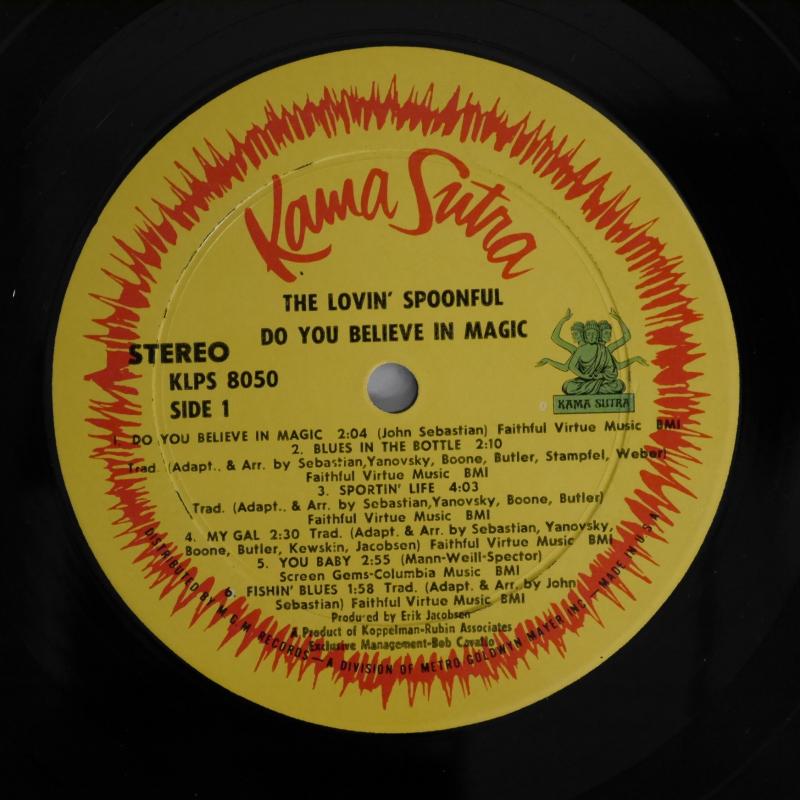 Kama Sutra
THE LOVIN' SPOONFUL
DO YOU BELIEVE IN MAGIC
STEREO
KLPS 8050
SIDE 1
KAMA SUTRA
1. DO YOU BELIEVE IN MAGIC 2:04 (John Sebastian) Faithful Virtue Music BMI
2. BLUES IN THE BOTTLE 2:10
Trad. (Adapt., & Arr. by Sebastian,Yanovsky, Boone, Butler, Stampfel, Weber)
Faithful Virtue Music BMI
3. SPORTIN' LIFE 4:03
Trad. (Adapt., & Arr. by Sebastian,Yanovsky, Boone, Butler)
Faithful Virtue Music BMI
4. MY GAL 2:30 Trad. (Adapt. & Arr. by Sebastian, Yanovsky,
Boone, Butler, Kewskin, Jacobsen) Faithful Virtue Music BMI
5. YOU BABY 2:55 (Mann-Weill-Spector)
Screen Gems-Columbia Music BMI
6. FISHIN' BLUES 1:58 Trad. (Adapt. & Arr. by John
Sebastian) Faithful Virtue Music BMI
Produced by Erik Jacobsen
A Product of Koppelman-Rubin Associates
Exclusive Management-Bob Cavallo
DISTRIBUTED BY M.G.M. RECORDS—A DIVISION OF METRO GOLDWYN MAYER INC.—MADE IN U.S.A.